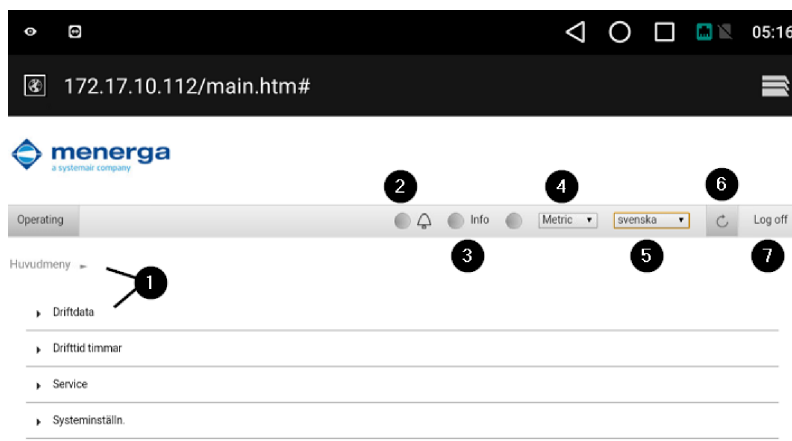 05:16
172.17.10.112/main.htm#
menerga
a systemair company
2 4 6
Operating Info Metric svenska Log off
3 5 7
Huvudmeny
1
Driftdata
Drifttid timmar
Service
Systeminställn.